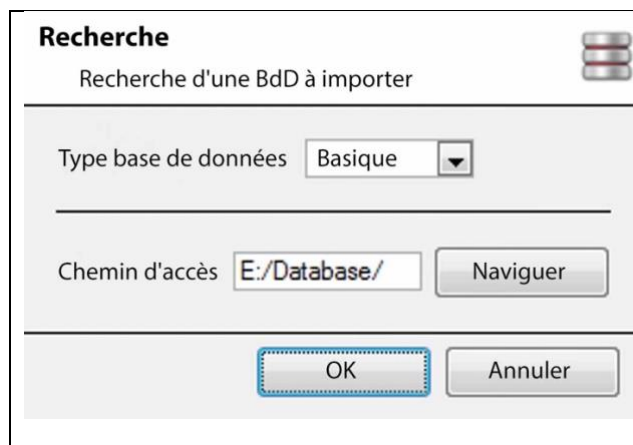 Recherche
Recherche d'une BdD à importer
Type base de données Basique
Chemin d'accès E:/Database/ Naviguer
OK Annuler